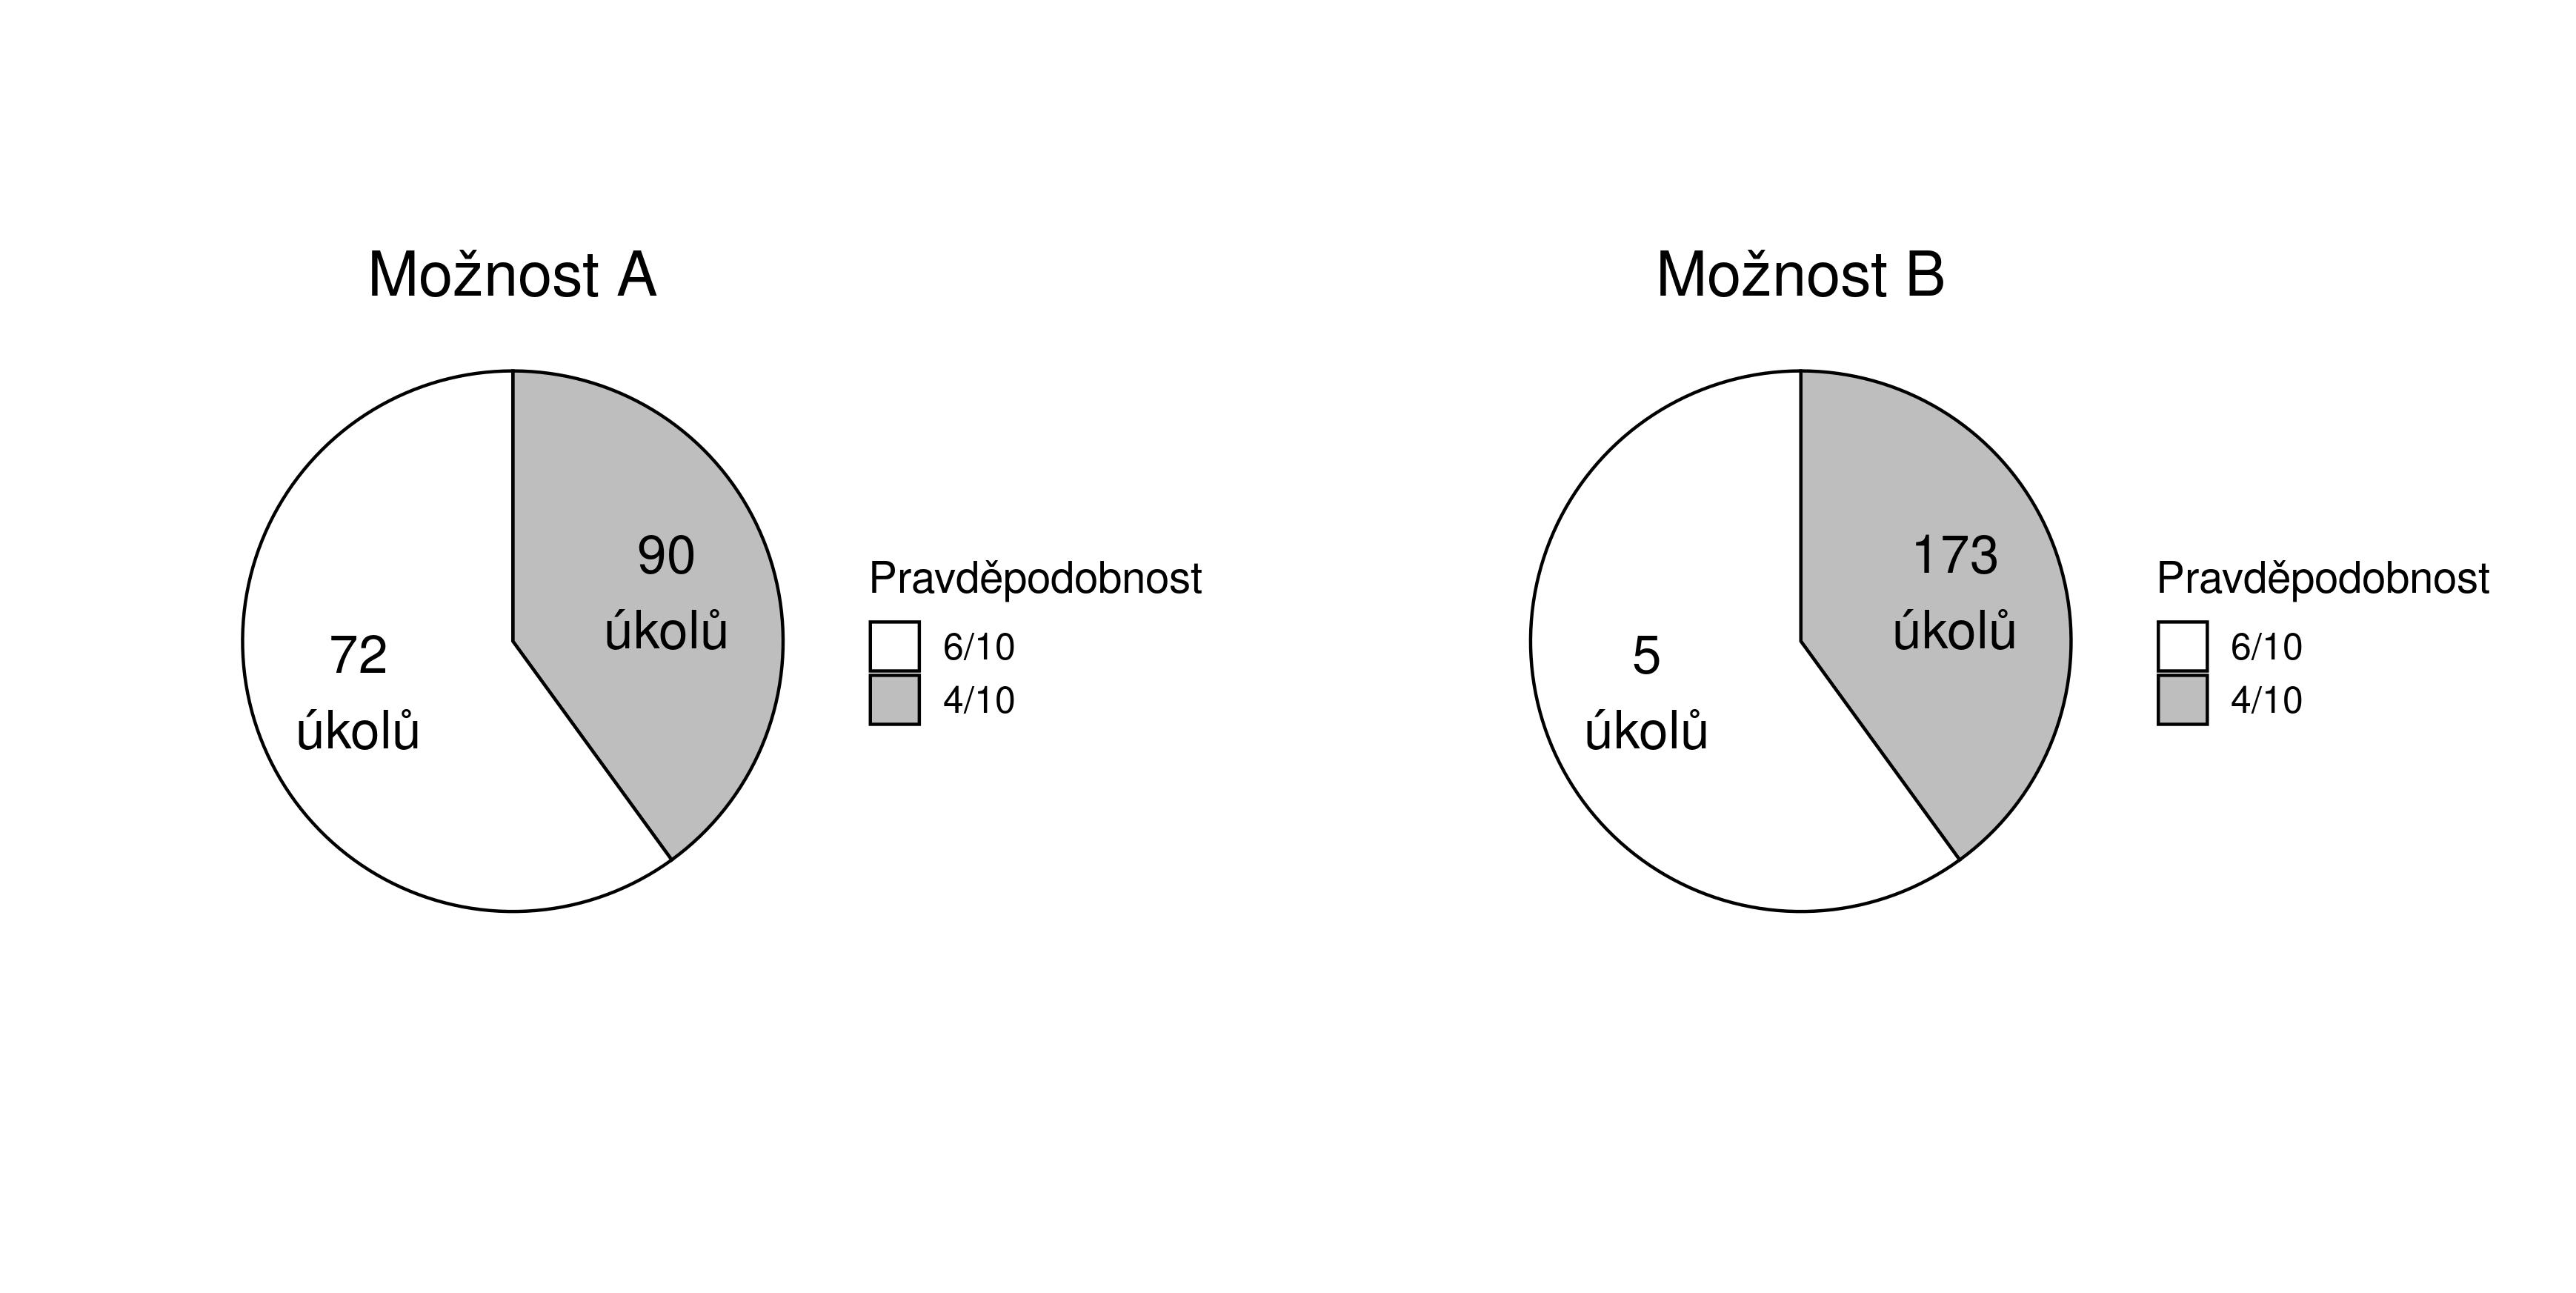 Možnost A
90
úkolů
72
úkolů
Pravděpodobnost
6/10
4/10
Možnost B
173
úkolů
5
úkolů
Pravděpodobnost
6/10
4/10